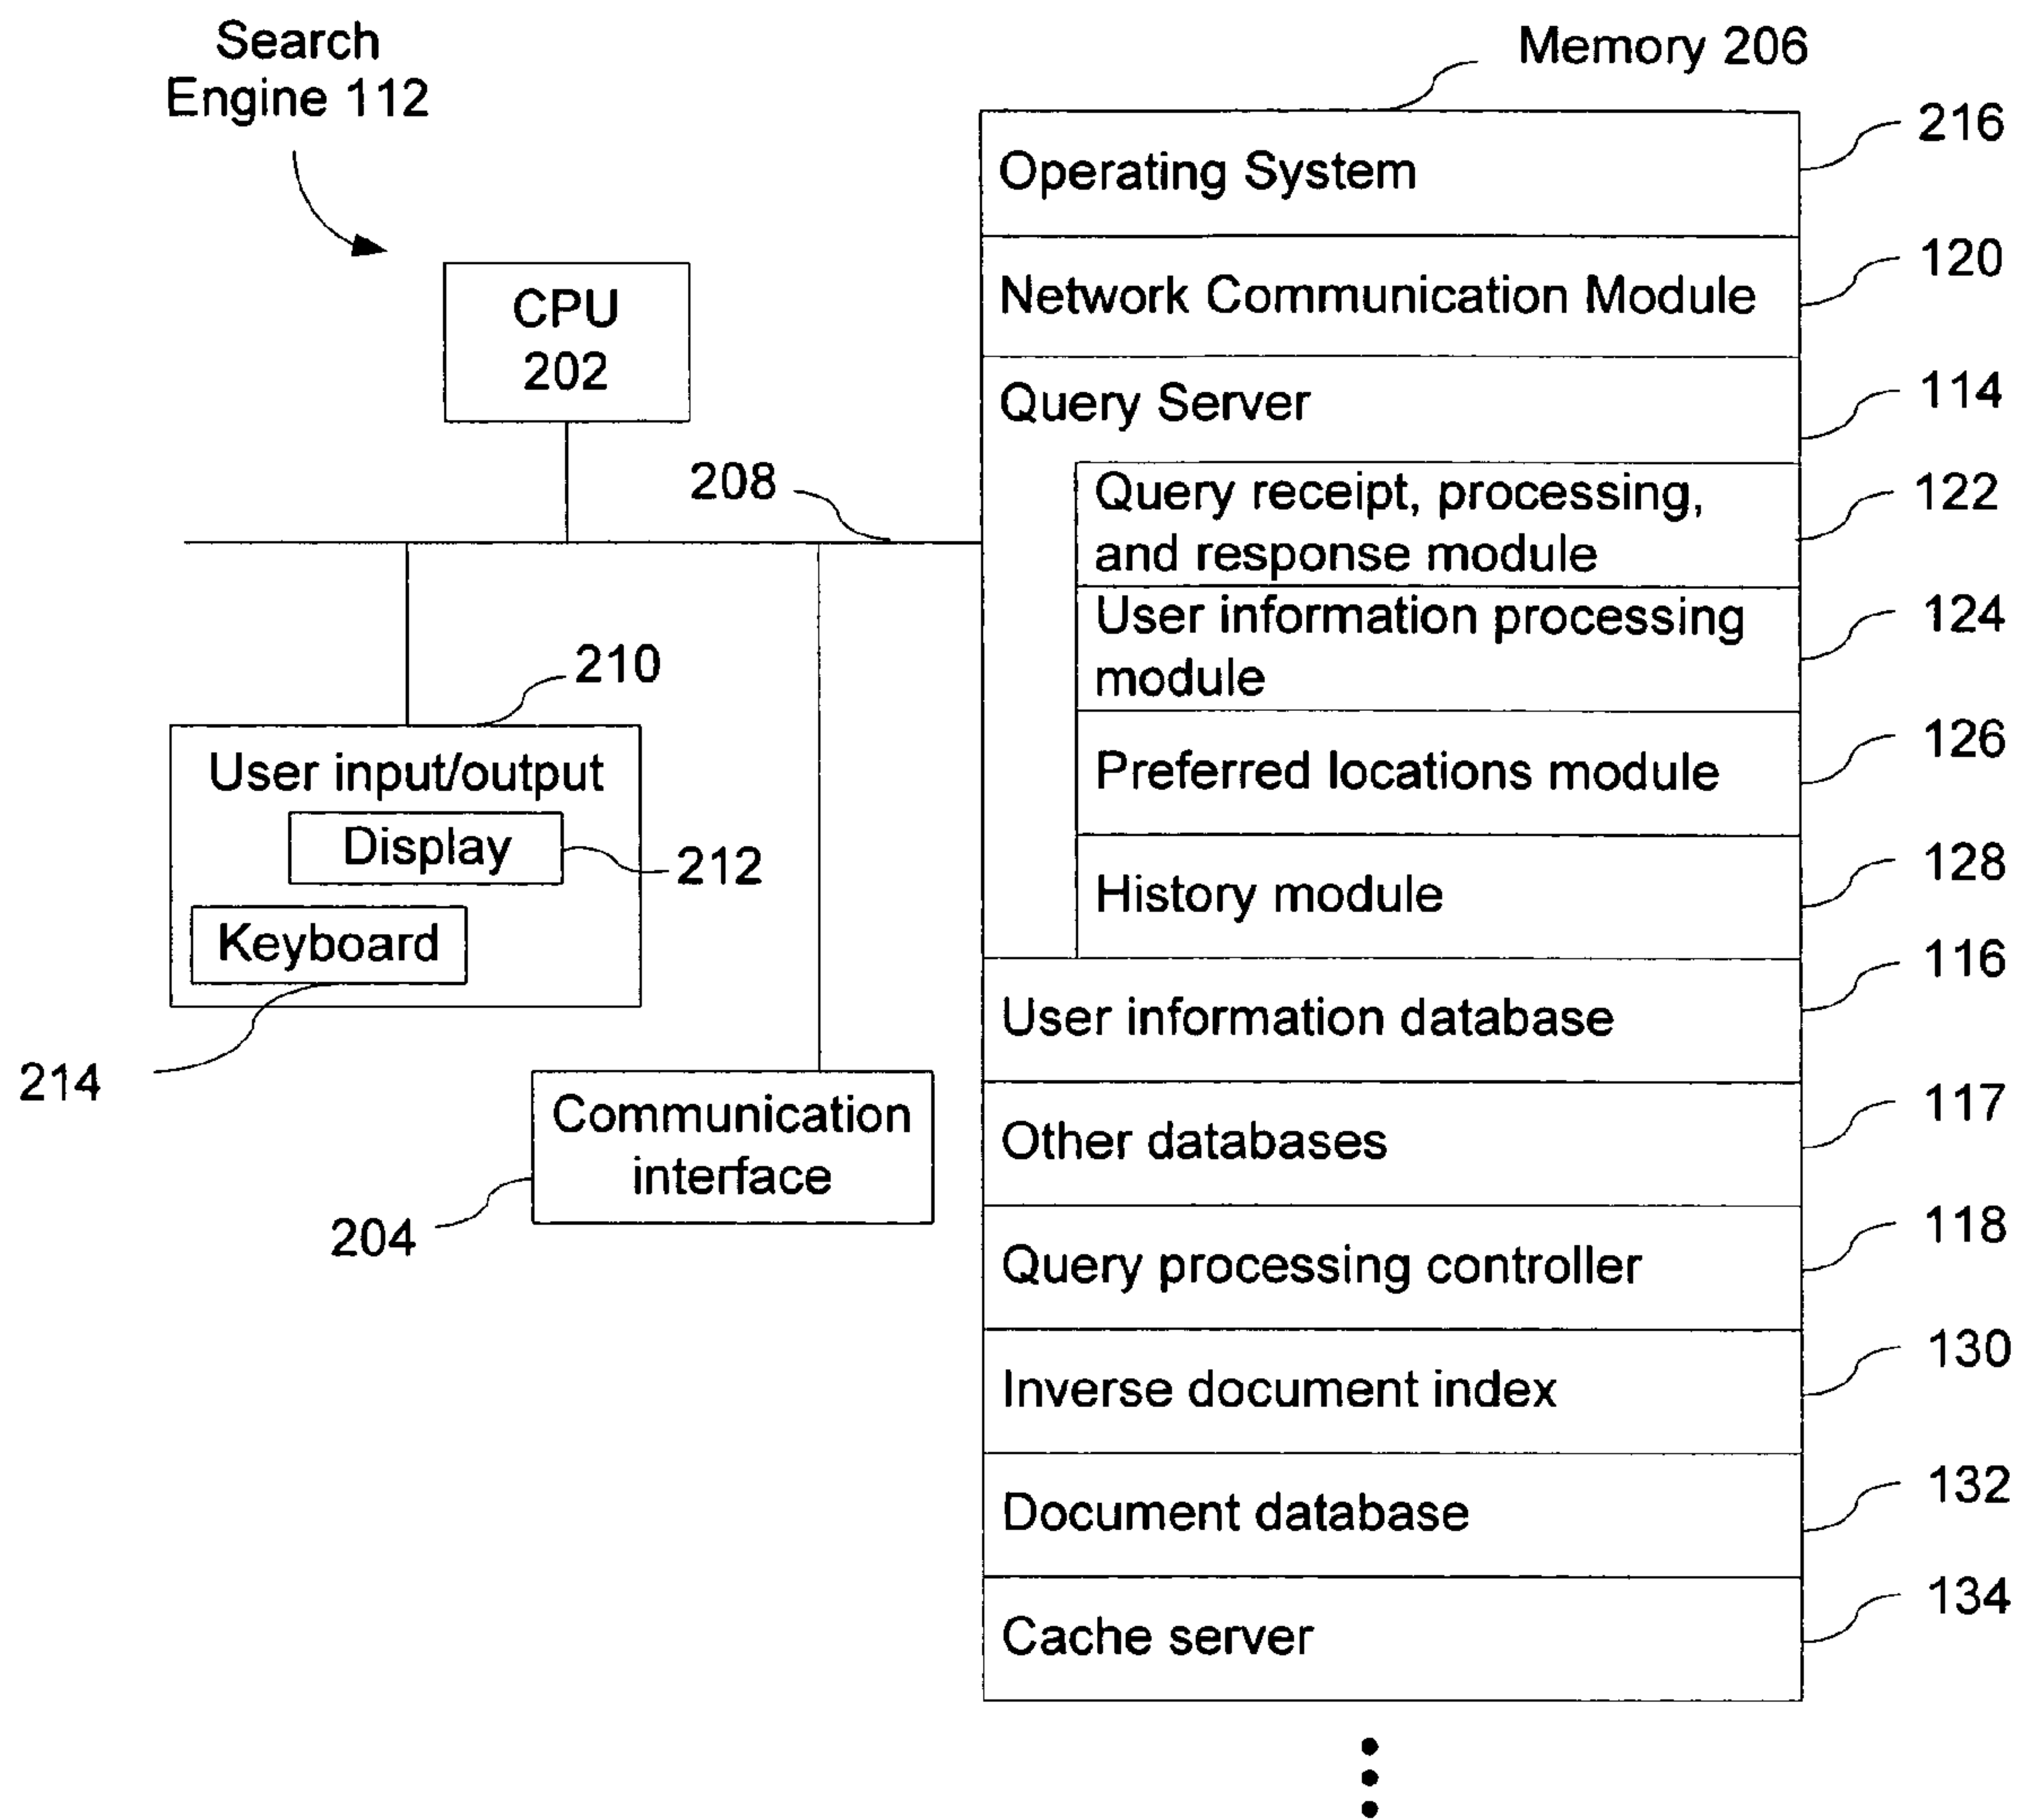 Search
Engine 112
Memory 206
216
Operating System
120
Network Communication Module
CPU
202
114
Query Server
208
122
Query receipt, processing,
and response module
124
User information processing
module
210
126
Preferred locations module
User input/output
Display
212
128
History module
Keyboard
116
User information database
214
117
Other databases
Communication
interface
204
118
Query processing controller
130
Inverse document index
132
Document database
134
Cache server